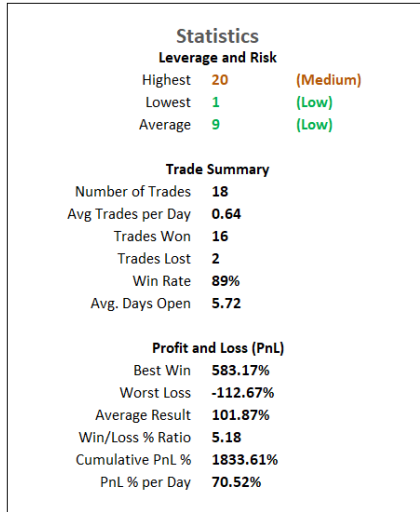 Statistics
Leverage and Risk
Highest 20 (Medium)
Lowest 1 (Low)
Average 9 (Low)
Trade Summary
Number of Trades 18
Avg Trades per Day 0.64
Trades Won 16
Trades Lost 2
Win Rate 89%
Avg. Days Open 5.72
Profit and Loss (PnL)
Best Win 583.17%
Worst Loss -112.67%
Average Result 101.87%
Win/Loss % Ratio 5.18
Cumulative PnL % 1833.61%
PnL % per Day 70.52%